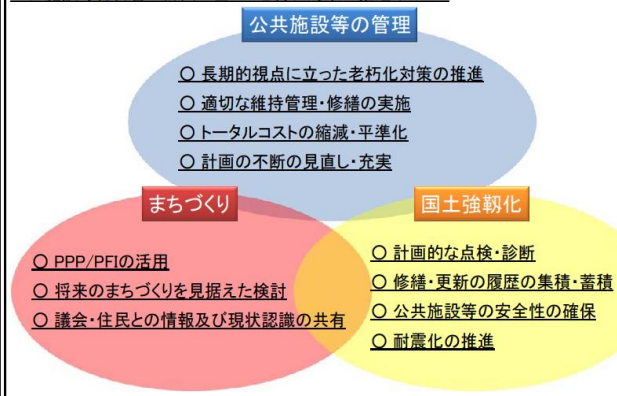 公共施設等の管理
○ 長期的視点に立った老朽化対策の推進
○ 適切な維持管理・修繕の実施
○ トータルコストの縮減・平準化
○ 計画の不断の見直し・充実
まちづくり
○ PPP/PFIの活用
○ 将来のまちづくりを見据えた検討
○ 議会・住民との情報及び現状認識の共有
国土強靱化
○ 計画的な点検・診断
○ 修繕・更新の履歴の集積・蓄積
○ 公共施設等の安全性の確保
○ 耐震化の推進